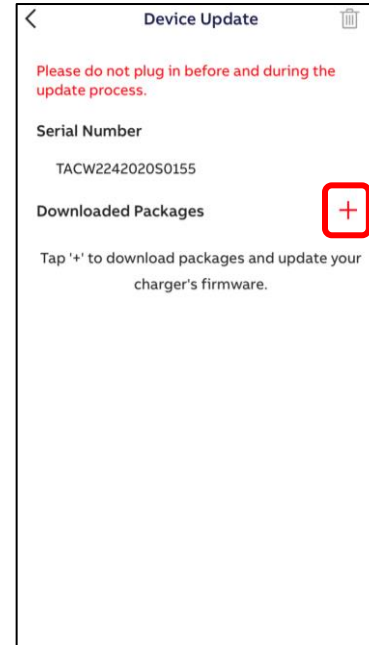 Device Update
Please do not plug in before and during the
update process.
Serial Number
TACW2242020S0155
Downloaded Packages
Tap '+' to download packages and update your
charger's firmware.